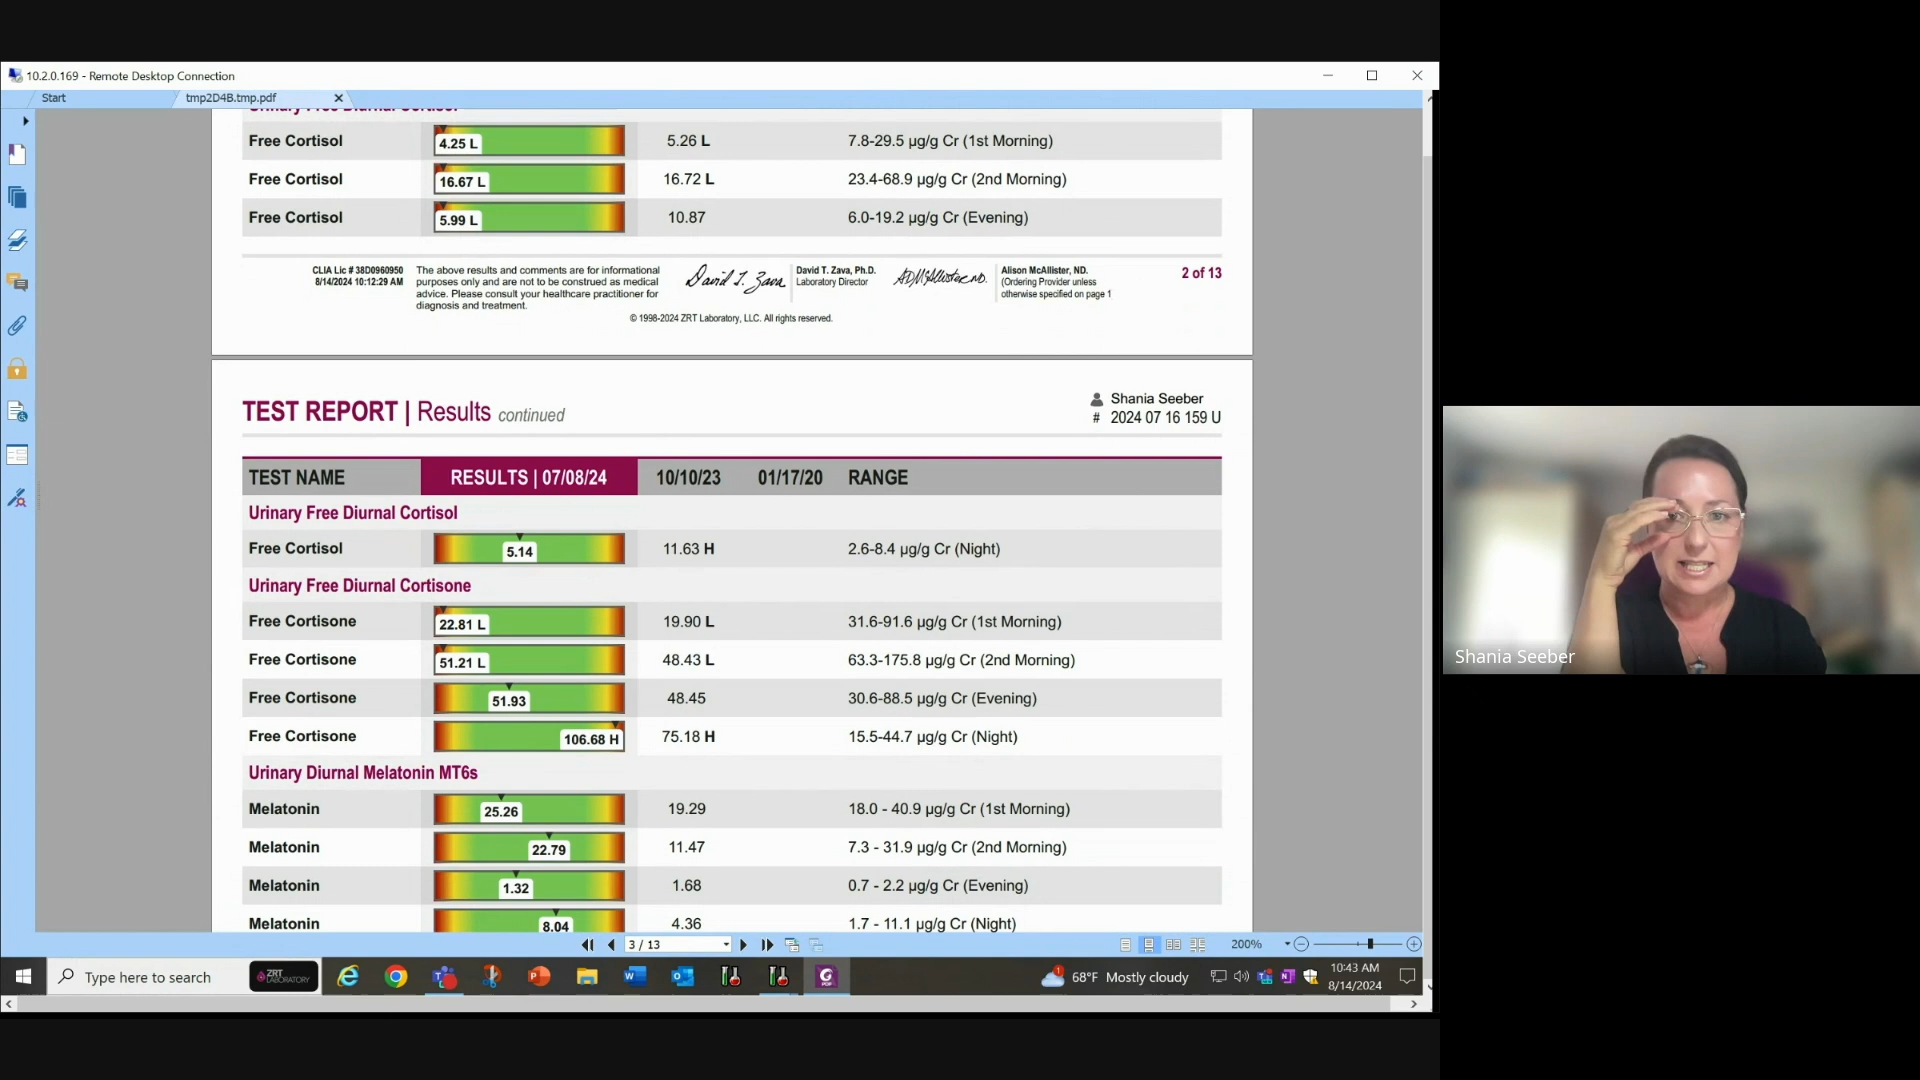 10.2.0.169 - Remote Desktop Connection
Start
tmp2D4B.tmp.pdf
Urinary Free Diurnal Cortisol
Free Cortisol 4.25 L 5.26 L 7.8-29.5 µg/g Cr (1st Morning)
Free Cortisol 16.67 L 16.72 L 23.4-68.9 µg/g Cr (2nd Morning)
Free Cortisol 5.99 L 10.87 6.0-19.2 µg/g Cr (Evening)
CLIA Lic # 38D0960950
8/14/2024 10:12:29 AM
The above results and comments are for informational
purposes only and are not to be construed as medical
advice. Please consult your healthcare practitioner for
diagnosis and treatment.
David T. Zava
David T. Zava, Ph.D.
Laboratory Director
ADMcAllister ND.
Alison McAllister, ND.
(Ordering Provider unless
otherwise specified on page 1
2 of 13
© 1998-2024 ZRT Laboratory, LLC. All rights reserved.
TEST REPORT | Results continued
Shania Seeber
# 2024 07 16 159 U
TEST NAME RESULTS | 07/08/24 10/10/23 01/17/20 RANGE
Urinary Free Diurnal Cortisol
Free Cortisol 5.14 11.63 H 2.6-8.4 µg/g Cr (Night)
Urinary Free Diurnal Cortisone
Free Cortisone 22.81 L 19.90 L 31.6-91.6 µg/g Cr (1st Morning)
Free Cortisone 51.21 L 48.43 L 63.3-175.8 µg/g Cr (2nd Morning)
Free Cortisone 51.93 48.45 30.6-88.5 µg/g Cr (Evening)
Free Cortisone 106.68 H 75.18 H 15.5-44.7 µg/g Cr (Night)
Urinary Diurnal Melatonin MT6s
Melatonin 25.26 19.29 18.0 - 40.9 µg/g Cr (1st Morning)
Melatonin 22.79 11.47 7.3 - 31.9 µg/g Cr (2nd Morning)
Melatonin 1.32 1.68 0.7 - 2.2 µg/g Cr (Evening)
Melatonin 8.04 4.36 1.7 - 11.1 µg/g Cr (Night)
3 / 13
200%
Type here to search
ZRT LABORATORY
68°F Mostly cloudy
10:43 AM
8/14/2024
Shania Seeber